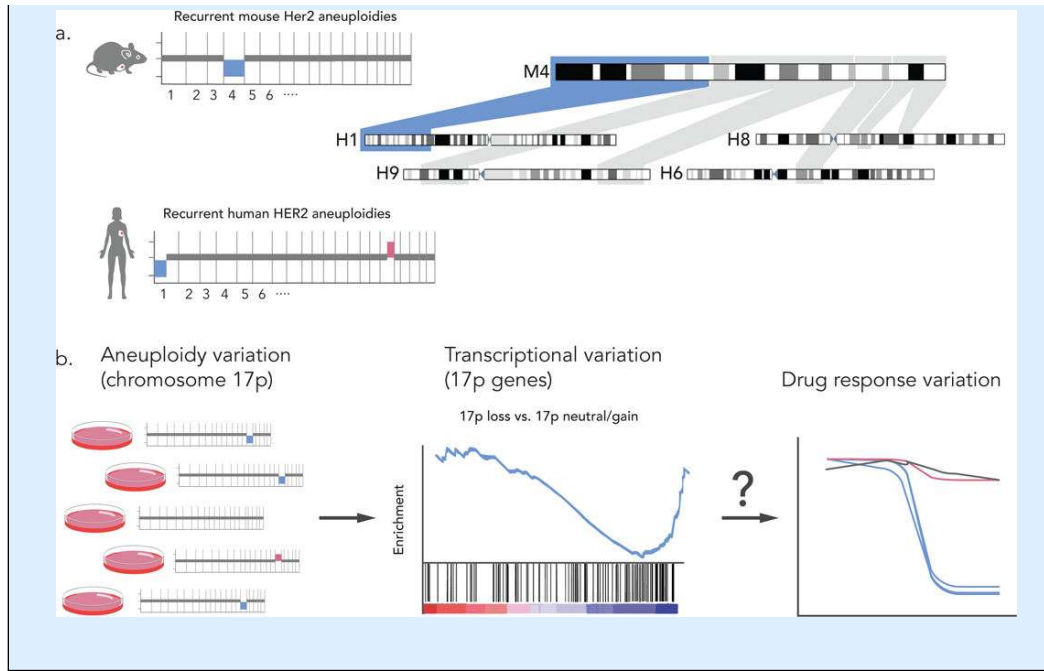 a.
Recurrent mouse Her2 aneuploidies
1 2 3 4 5 6 ....
M4
H1
H8
H9
H6
Recurrent human HER2 aneuploidies
1 2 3 4 5 6 ....
b.
Aneuploidy variation
(chromosome 17p)
Transcriptional variation
(17p genes)
Drug response variation
17p loss vs. 17p neutral/gain
Enrichment
?